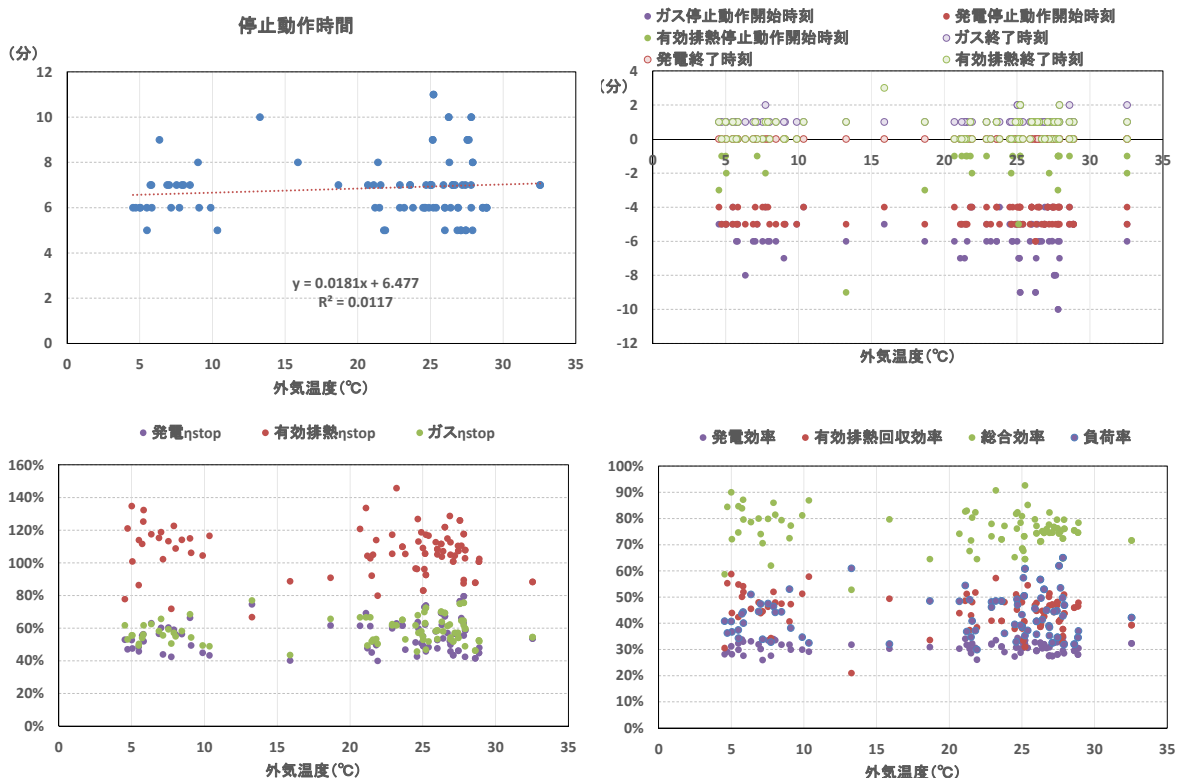 停止動作時間
(分)
12
10
8
6
4
2
0
0 5 10 15 20 25 30 35
y = 0.0181x + 6.477
R² = 0.0117
外気温度(℃)
ガス停止動作開始時刻 発電停止動作開始時刻
有効排熱停止動作開始時刻 ガス終了時刻
発電終了時刻 有効排熱終了時刻
(分)
4
2
0
-2
-4
-6
-8
-10
-12
0 5 10 15 20 25 30 35
外気温度(℃)
発電ηstop 有効排熱ηstop ガスηstop
160%
140%
120%
100%
80%
60%
40%
20%
0%
0 5 10 15 20 25 30 35
外気温度(℃)
発電効率 有効排熱回収効率 総合効率 負荷率
100%
90%
80%
70%
60%
50%
40%
30%
20%
10%
0%
0 5 10 15 20 25 30 35
外気温度(℃)